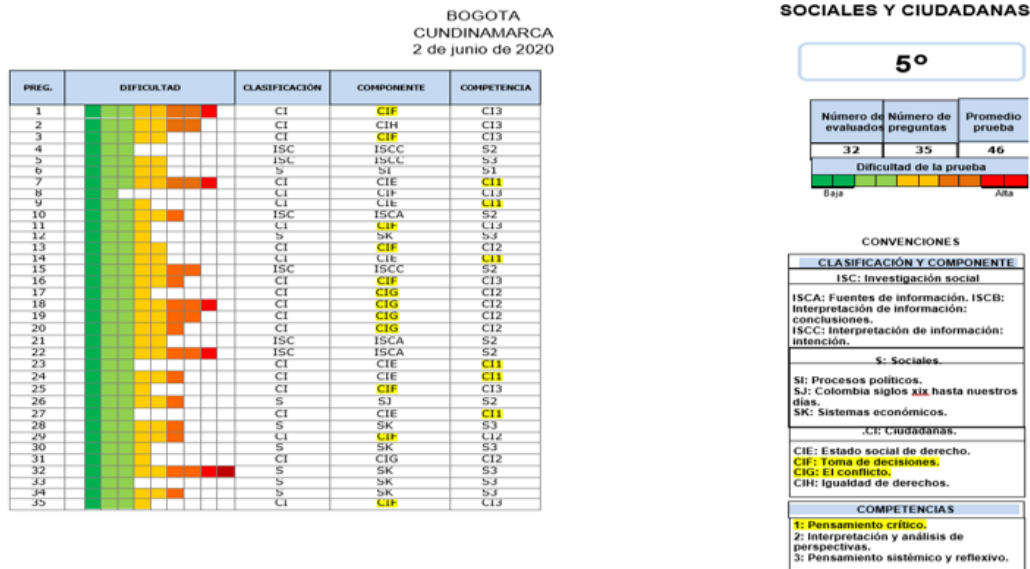 BOGOTA
CUNDINAMARCA
2 de junio de 2020
PREG. DIFICULTAD CLASIFICACIÓN COMPONENTE COMPETENCIA
1 CI CIF CI3
2 CI CIH CI3
3 CI CIF CI3
4 ISC ISCC S2
5 ISC ISCC S3
6 S SI S1
7 CI CIE CI1
8 CI CIF CI3
9 CI CIE CI1
10 ISC ISCA S2
11 CI CIF CI3
12 S SK S3
13 CI CIF CI2
14 CI CIE CI1
15 ISC ISCC S2
16 CI CIF CI3
17 CI CIG CI2
18 CI CIG CI2
19 CI CIG CI2
20 CI CIG CI2
21 ISC ISCA S2
22 ISC ISCA S2
23 CI CIE CI1
24 CI CIE CI1
25 CI CIF CI3
26 S SJ S2
27 CI CIE CI1
28 S SK S3
29 CI CIF CI2
30 S SK S3
31 CI CIG CI2
32 S SK S3
33 S SK S3
34 S SK S3
35 CI CIF CI3
SOCIALES Y CIUDADANAS
5º
Número de evaluados Número de preguntas Promedio prueba
32 35 46
Dificultad de la prueba
Baja Alta
CONVENCIONES
CLASIFICACIÓN Y COMPONENTE
ISC: Investigación social
ISCA: Fuentes de información. ISCB:
Interpretación de información:
conclusiones.
ISCC: Interpretación de información:
intención.
S: Sociales.
SI: Procesos políticos.
SJ: Colombia siglos xix hasta nuestros
días.
SK: Sistemas económicos.
.CI: Ciudadanas.
CIE: Estado social de derecho.
CIF: Toma de decisiones.
CIG: El conflicto.
CIH: Igualdad de derechos.
COMPETENCIAS
1: Pensamiento crítico.
2: Interpretación y análisis de
perspectivas.
3: Pensamiento sistémico y reflexivo.